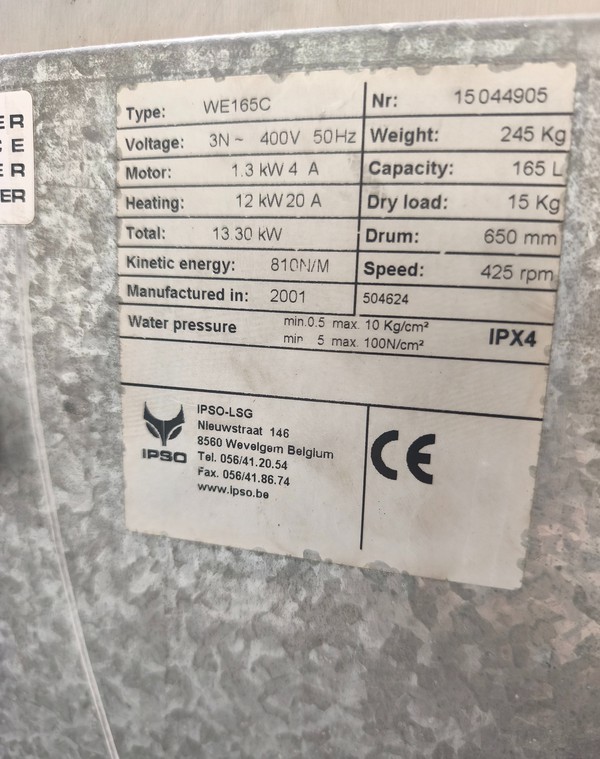 ER
CE
ER
ER
Type: WE165C
Nr: 15044905
Voltage: 3N ~ 400V 50Hz
Weight: 245 Kg
Motor: 1.3 kW 4 A
Capacity: 165 L
Heating: 12 kW 20 A
Dry load: 15 Kg
Total: 13.30 kW
Drum: 650 mm
Kinetic energy: 810N/M
Speed: 425 rpm
Manufactured in: 2001
504624
Water pressure min.0.5 max. 10 Kg/cm²
min 5 max. 100N/cm²
IPX4
IPSO
IPSO-LSG
Nieuwstraat 146
8560 Wevelgem Belgium
Tel. 056/41.20.54
Fax. 056/41.86.74
www.ipso.be
CE